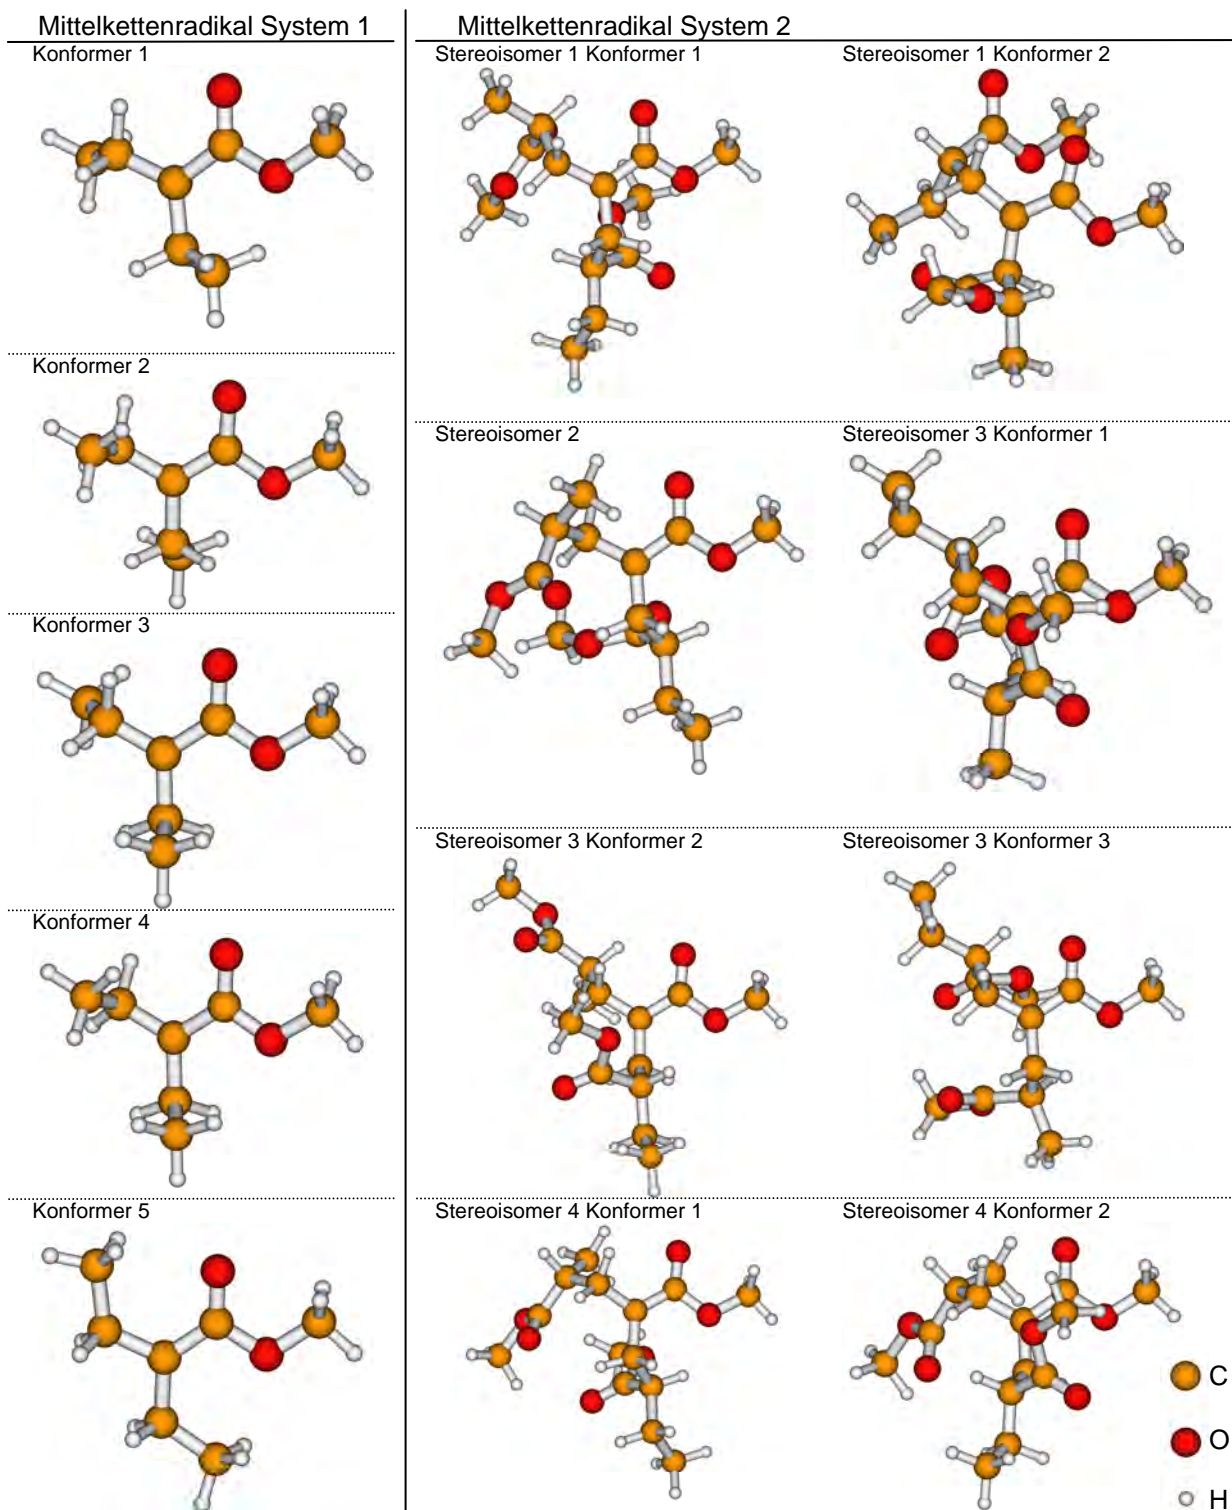 Mittelkettenradikal System 1
Mittelkettenradikal System 2
Konformer 1
Stereoisomer 1 Konformer 1
Stereoisomer 1 Konformer 2
Konformer 2
Stereoisomer 2
Stereoisomer 3 Konformer 1
Konformer 3
Stereoisomer 3 Konformer 2
Stereoisomer 3 Konformer 3
Konformer 4
Konformer 5
Stereoisomer 4 Konformer 1
Stereoisomer 4 Konformer 2
C
O
H